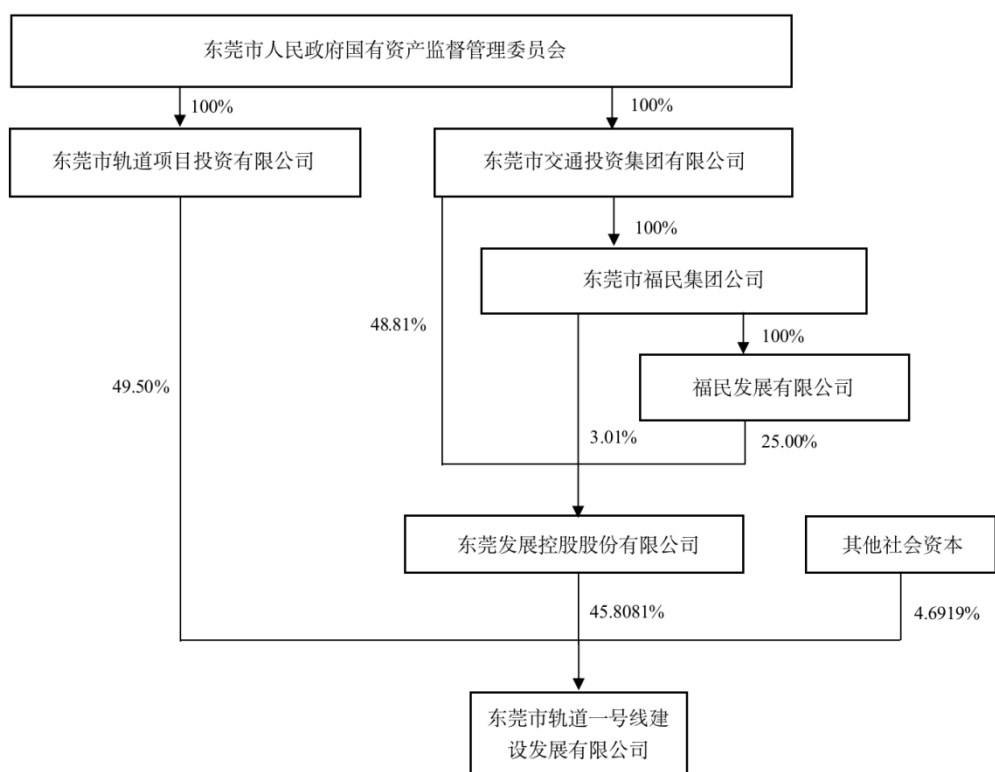 东莞市人民政府国有资产监督管理委员会
100%
100%
东莞市轨道项目投资有限公司
东莞市交通投资集团有限公司
100%
东莞市福民集团公司
48.81%
100%
49.50%
福民发展有限公司
3.01%
25.00%
东莞发展控股股份有限公司
其他社会资本
45.8081%
4.6919%
东莞市轨道一号线建
设发展有限公司